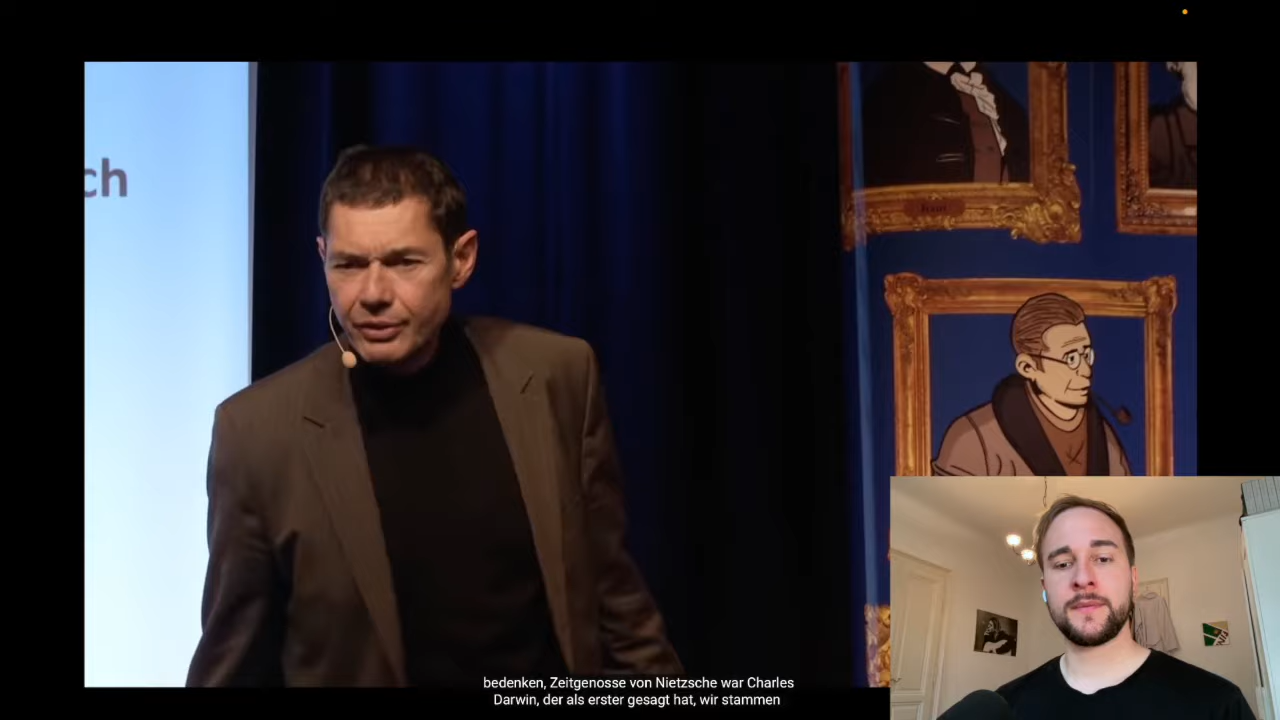 ch
bedenken, Zeitgenosse von Nietzsche war Charles
Darwin, der als erster gesagt hat, wir stammen